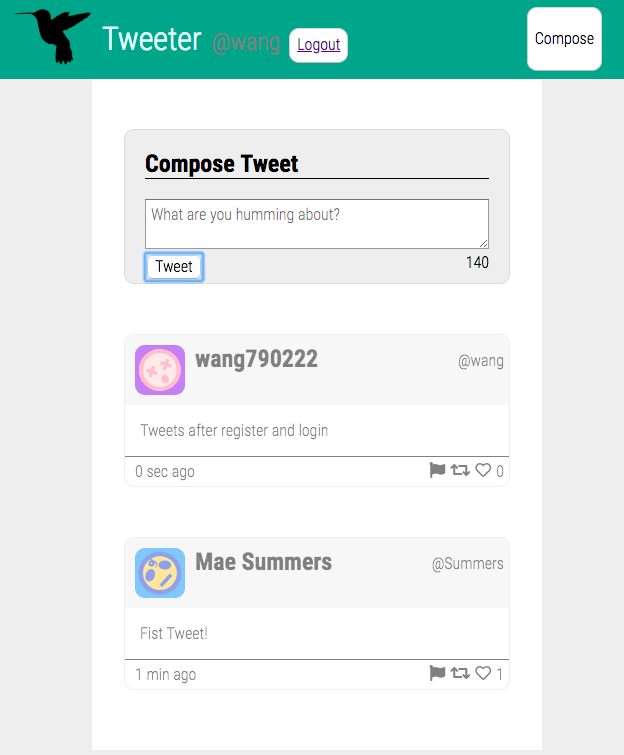 Tweeter @wang Logout Compose
Compose Tweet
What are you humming about?
Tweet 140
wang790222 @wang
Tweets after register and login
0 sec ago 0
Mae Summers @Summers
Fist Tweet!
1 min ago 1